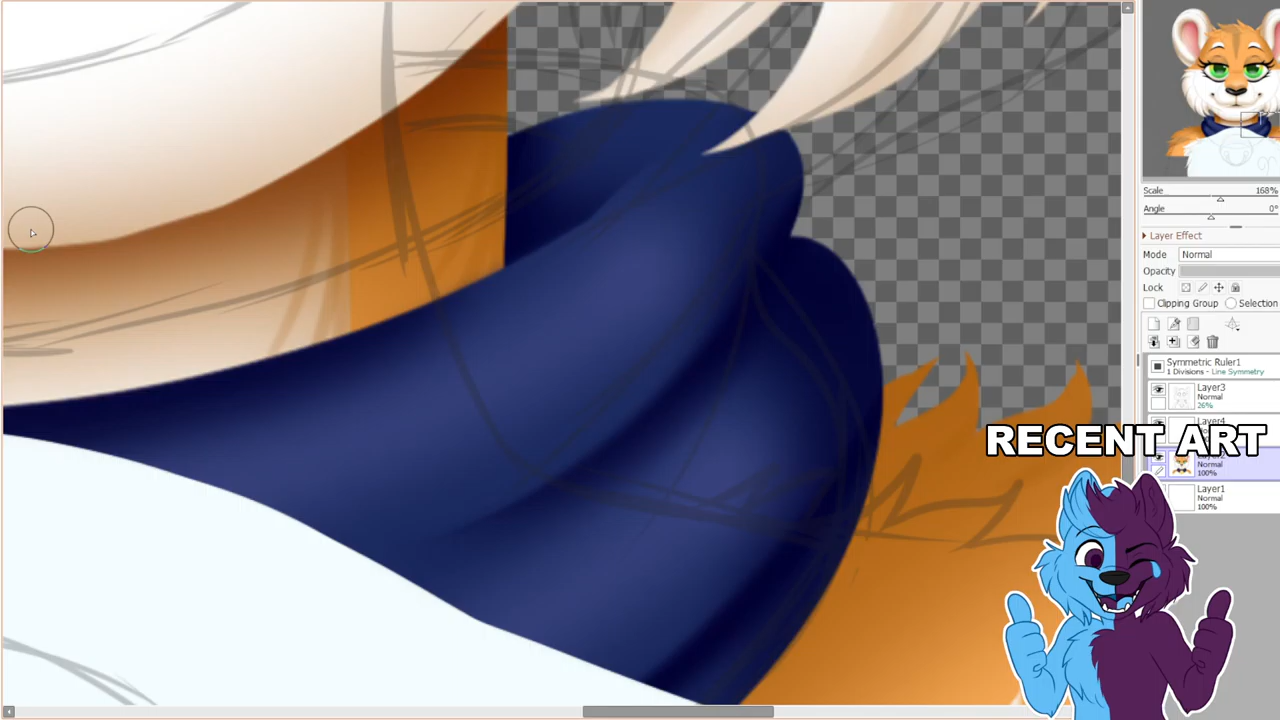 Scale 168%
Angle 0°
Layer Effect
Mode Normal
Opacity
Lock
Clipping Group Selection
Symmetric Ruler1
1 Divisions - Line Symmetry
Layer3
Normal
26%
Layer4
RECENT ART
Normal
100%
Layer1
Normal
100%